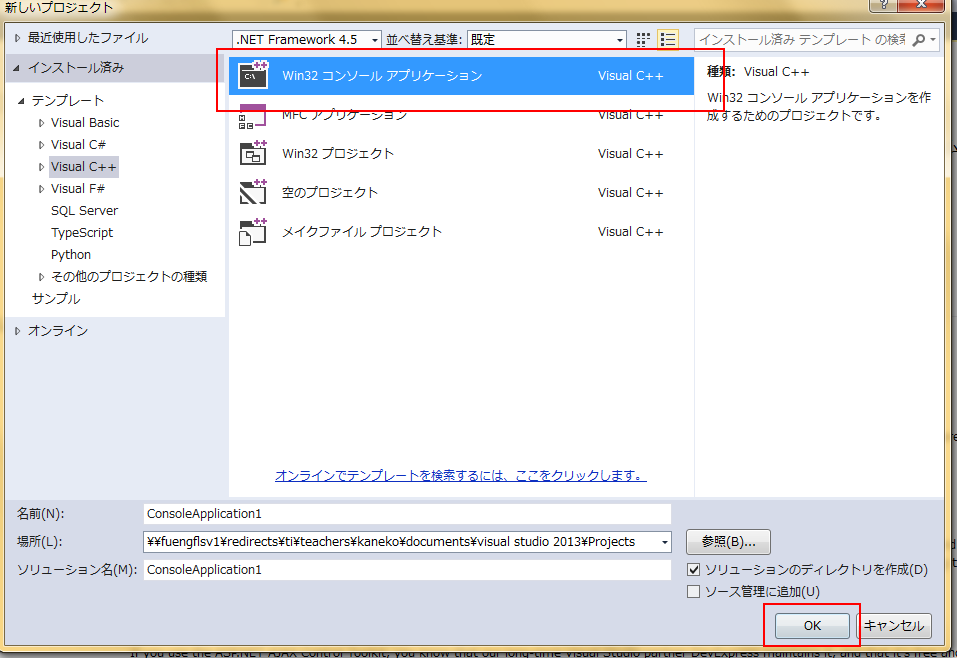 新しいプロジェクト
? x
▷ 最近使用したファイル
.NET Framework 4.5 並べ替え基準: 既定
インストール済み テンプレート の検索
インストール済み
テンプレート
Visual Basic
Visual C#
Visual C++
Visual F#
SQL Server
TypeScript
Python
その他のプロジェクトの種類
サンプル
オンライン
Win32 コンソール アプリケーション Visual C++
MFC アプリケーション Visual C++
Win32 プロジェクト Visual C++
空のプロジェクト Visual C++
メイクファイル プロジェクト Visual C++
種類: Visual C++
Win32 コンソール アプリケーションを作
成するためのプロジェクトです。
オンラインでテンプレートを検索するには、ここをクリックします。
名前(N): ConsoleApplication1
場所(L): ¥¥fuengflsv1¥redirects¥ti¥teachers¥kaneko¥documents¥visual studio 2013¥Projects 参照(B)...
ソリューション名(M): ConsoleApplication1
ソリューションのディレクトリを作成(D)
ソース管理に追加(U)
OK キャンセル
If you use the ASP.NET AJAX Control Toolkit, you know that our long-time Visual Studio partner DevExpress maintains it, and that it's free and